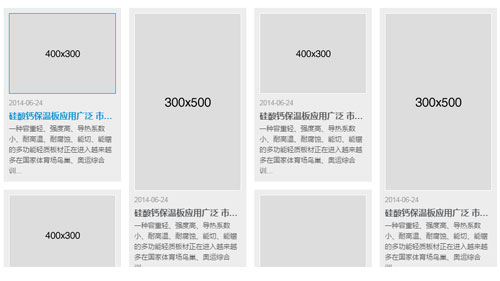 400x300
2014-06-24
硅酸钙保温板应用广泛 市...
一种容重轻、强度高、导热系数
小、耐高温、耐腐蚀、能切、能锯
的多功能轻质板材正在进入越来越
多在国家体育场鸟巢、奥运综合
训...
400x300
300x500
2014-06-24
硅酸钙保温板应用广泛 市...
一种容重轻、强度高、导热系数
小、耐高温、耐腐蚀、能切、能锯
的多功能轻质板材正在进入越来越
多在国家体育场鸟巢、奥运综合
400x300
2014-06-24
硅酸钙保温板应用广泛 市...
一种容重轻、强度高、导热系数
小、耐高温、耐腐蚀、能切、能锯
的多功能轻质板材正在进入越来越
多在国家体育场鸟巢、奥运综合
训...
400x300
300x500
2014-06-24
硅酸钙保温板应用广泛 市...
一种容重轻、强度高、导热系数
小、耐高温、耐腐蚀、能切、能锯
的多功能轻质板材正在进入越来越
多在国家体育场鸟巢、奥运综合